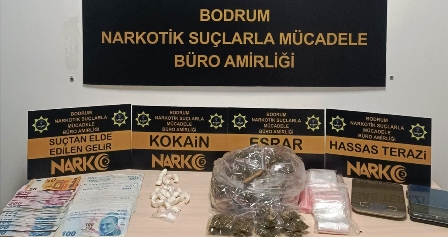 BODRUM
NARKOTİK SUÇLARLA MÜCADELE
BÜRO AMİRLİĞİ
BODRUM
NARKOTİK SUÇLARLA
MÜCADELE
BÜRO AMİRLİĞİ
SUÇTAN ELDE
EDİLEN GELİR
NARKO
BODRUM
NARKOTİK SUÇLARLA
MÜCADELE
BÜRO AMİRLİĞİ
KOKAİN
NARKO
BODRUM
NARKOTİK SUÇLARLA
MÜCADELE
BÜRO AMİRLİĞİ
ESRAR
NARKO
BODRUM
NARKOTİK SUÇLARLA
MÜCADELE
BÜRO AMİRLİĞİ
HASSAS TERAZİ
NARKO
100